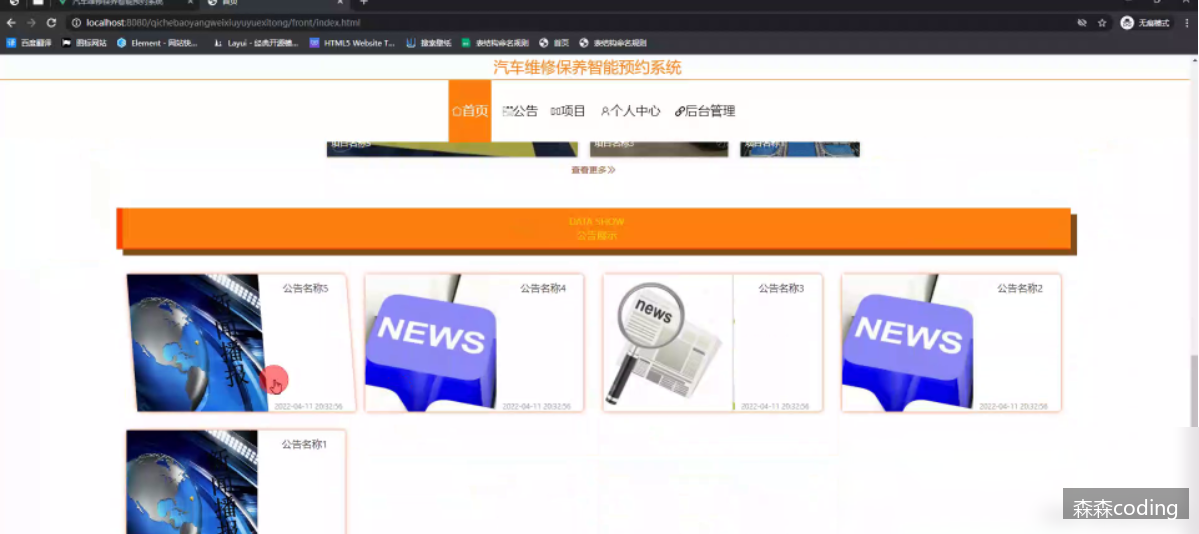 汽车维修保养智能预约系统 首页
localhost:8080/qichebaoyangweixiuyuyuexitong/front/index.html 无痕模式
百度翻译 图标网站 Element - 网站快... Layui - 经典开源模... HTML5 Website T... 搜索壁纸 表结构命名规则 首页 表结构命名规则
汽车维修保养智能预约系统
首页 公告 项目 个人中心 后台管理
项目名称5 项目名称3 项目名称1
查看更多
DATA SHOW
公告展示
公告名称5 公告名称4 公告名称3 公告名称2
新闻播报 NEWS news NEWS
2022-04-11 20:32:56 2022-04-11 20:32:56 2022-04-11 20:32:56 2022-04-11 20:32:56
公告名称1
新闻播报
森森coding